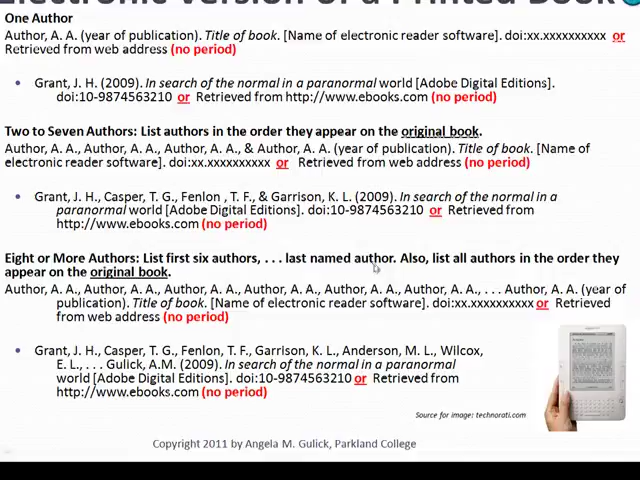 Electronic Version of a Printed Book
One Author
Author, A. A. (year of publication). Title of book. [Name of electronic reader software]. doi:xx.xxxxxxxxxx or
Retrieved from web address (no period)
• Grant, J. H. (2009). In search of the normal in a paranormal world [Adobe Digital Editions].
doi:10-9874563210 or Retrieved from http://www.ebooks.com (no period)
Two to Seven Authors: List authors in the order they appear on the original book.
Author, A. A., Author, A. A., Author, A. A., & Author, A. A. (year of publication). Title of book. [Name of
electronic reader software]. doi:xx.xxxxxxxxxx or Retrieved from web address (no period)
• Grant, J. H., Casper, T. G., Fenlon , T. F., & Garrison, K. L. (2009). In search of the normal in a
paranormal world [Adobe Digital Editions]. doi:10-9874563210 or Retrieved from
http://www.ebooks.com (no period)
Eight or More Authors: List first six authors, . . . last named author. Also, list all authors in the order they
appear on the original book.
Author, A. A., Author, A. A., Author, A. A., Author, A. A., Author, A. A., Author, A. A., . . . Author, A. A. (year of
publication). Title of book. [Name of electronic reader software]. doi:xx.xxxxxxxxxx or Retrieved
from web address (no period)
• Grant, J. H., Casper, T. G., Fenlon, T. F., Garrison, K. L., Anderson, M. L., Wilcox,
E. L., . . . Gulick, A.M. (2009). In search of the normal in a paranormal
world [Adobe Digital Editions]. doi:10-9874563210 or Retrieved from
http://www.ebooks.com (no period)
Source for image: technorati.com
Copyright 2011 by Angela M. Gulick, Parkland College